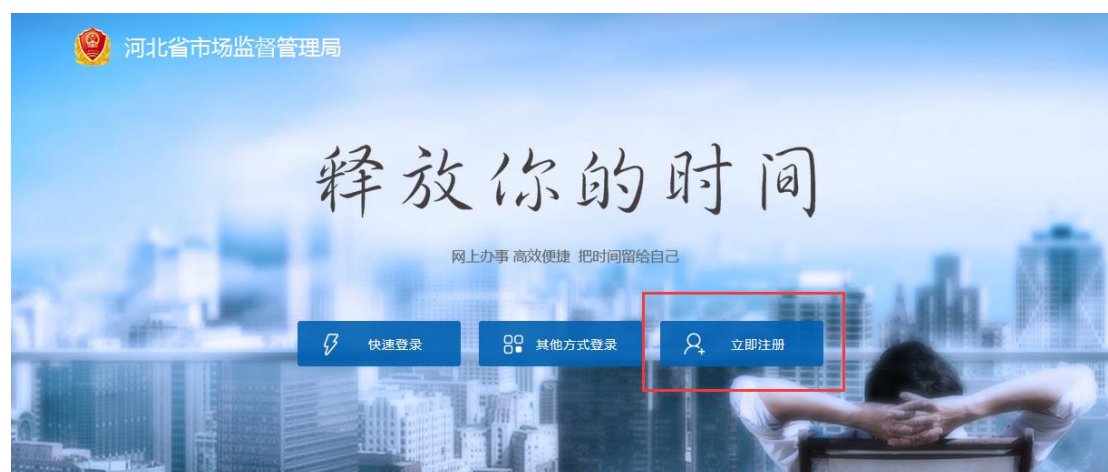 河北省市场监督管理局
释放你的时间
网上办事 高效便捷 把时间留给自己
快速登录 其他方式登录 立即注册